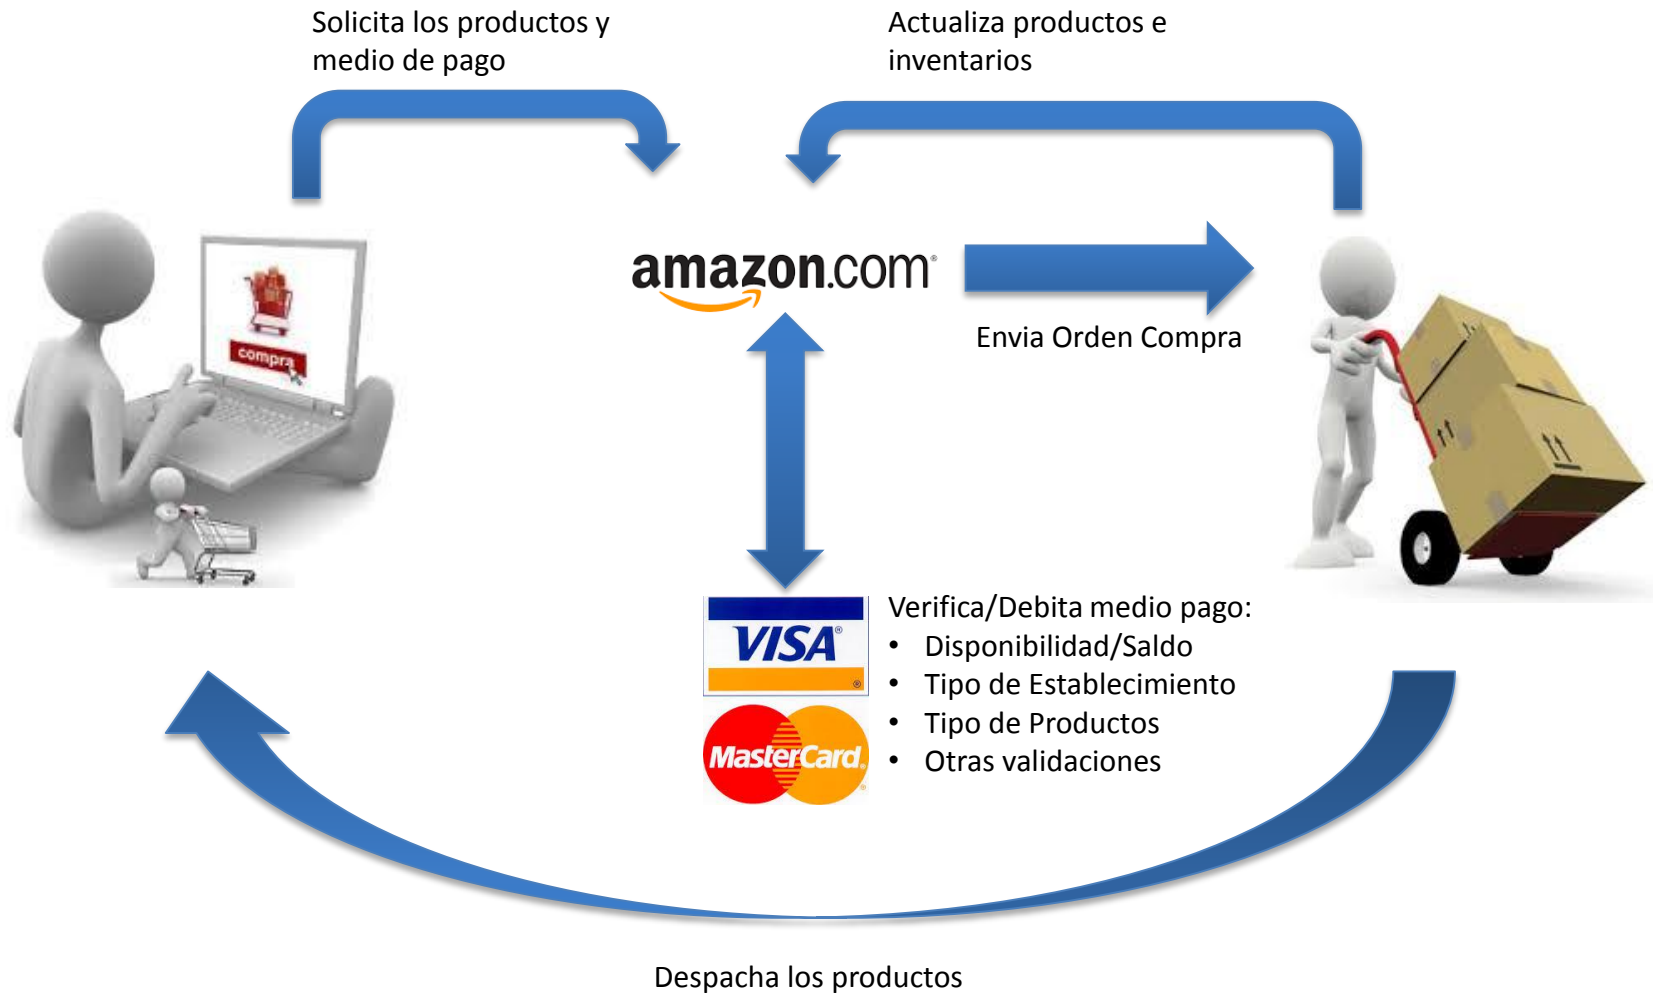 Solicita los productos y
medio de pago
Actualiza productos e
inventarios
compra
amazon.com®
Envia Orden Compra
VISA®
®
MasterCard®
Verifica/Debita medio pago:
• Disponibilidad/Saldo
• Tipo de Establecimiento
• Tipo de Productos
• Otras validaciones
Despacha los productos